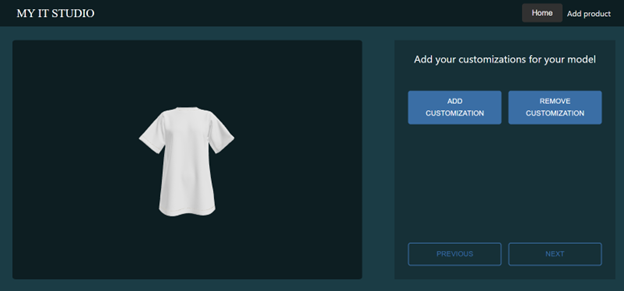 MY IT STUDIO
Home
Add product
Add your customizations for your model
ADD
CUSTOMIZATION
REMOVE
CUSTOMIZATION
PREVIOUS
NEXT